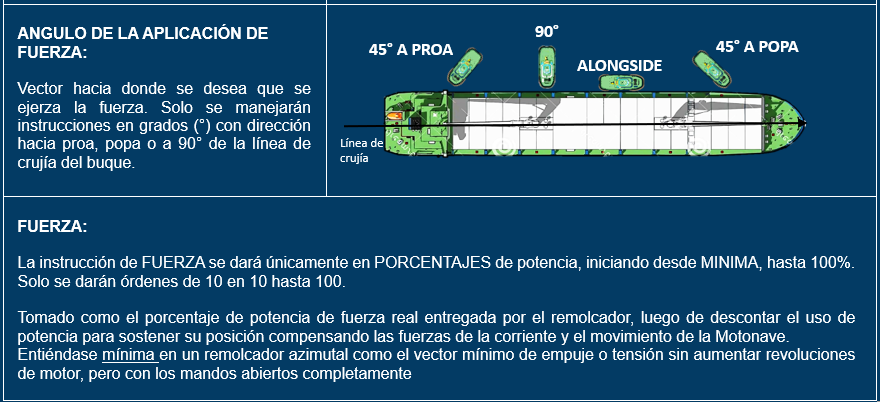 ANGULO DE LA APLICACIÓN DE
FUERZA:
Vector hacia donde se desea que se
ejerza la fuerza. Solo se manejarán
instrucciones en grados (°) con dirección
hacia proa, popa o a 90° de la línea de
crujía del buque.
45° A PROA
90°
ALONGSIDE
45° A POPA
Línea de
crujía
FUERZA:
La instrucción de FUERZA se dará únicamente en PORCENTAJES de potencia, iniciando desde MINIMA, hasta 100%.
Solo se darán órdenes de 10 en 10 hasta 100.
Tomado como el porcentaje de potencia de fuerza real entregada por el remolcador, luego de descontar el uso de
potencia para sostener su posición compensando las fuerzas de la corriente y el movimiento de la Motonave.
Entiéndase mínima en un remolcador azimutal como el vector mínimo de empuje o tensión sin aumentar revoluciones
de motor, pero con los mandos abiertos completamente